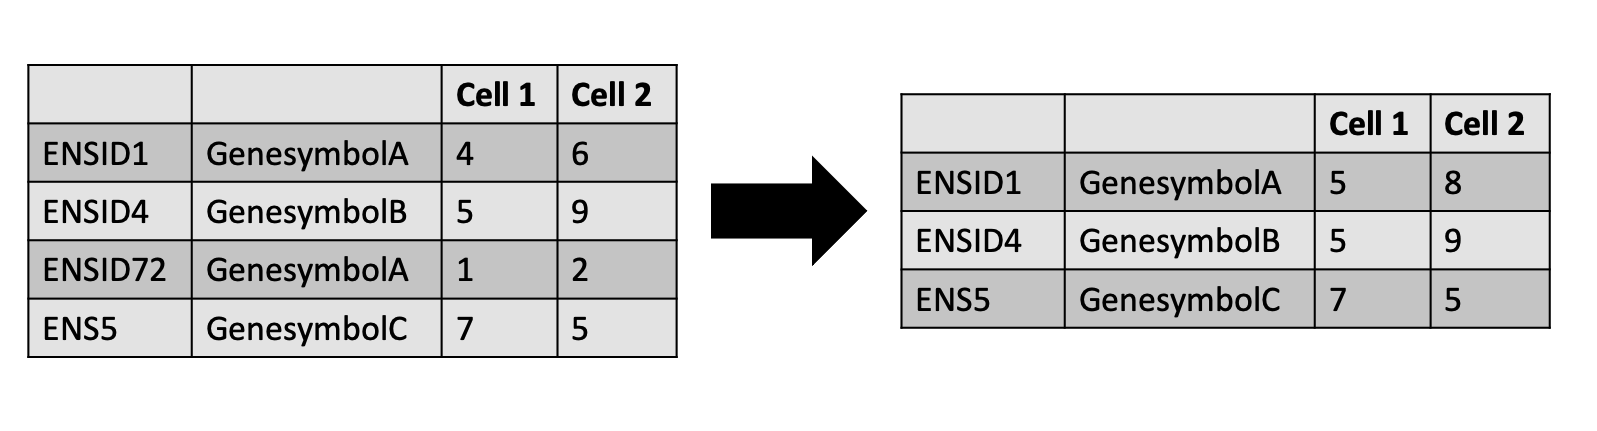 Cell 1 Cell 2
ENSID1 GenesymbolA 4 6
ENSID4 GenesymbolB 5 9
ENSID72 GenesymbolA 1 2
ENS5 GenesymbolC 7 5
Cell 1 Cell 2
ENSID1 GenesymbolA 5 8
ENSID4 GenesymbolB 5 9
ENS5 GenesymbolC 7 5